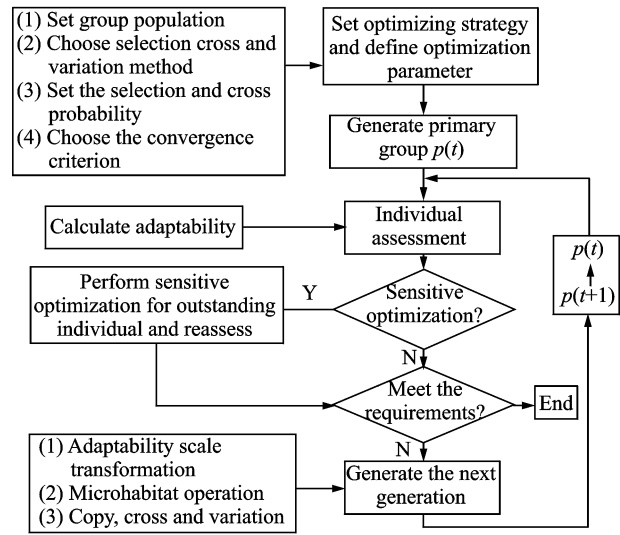 (1) Set group population
(2) Choose selection cross and
variation method
(3) Set the selection and cross
probability
(4) Choose the convergence
criterion
Set optimizing strategy
and define optimization
parameter
Generate primary
group p(t)
Calculate adaptability
Individual
assessment
p(t)
p(t+1)
Perform sensitive
optimization for outstanding
individual and reassess
Y
Sensitive
optimization?
N
Meet the
requirements?
End
N
(1) Adaptability scale
transformation
(2) Microhabitat operation
(3) Copy, cross and variation
Generate the next
generation